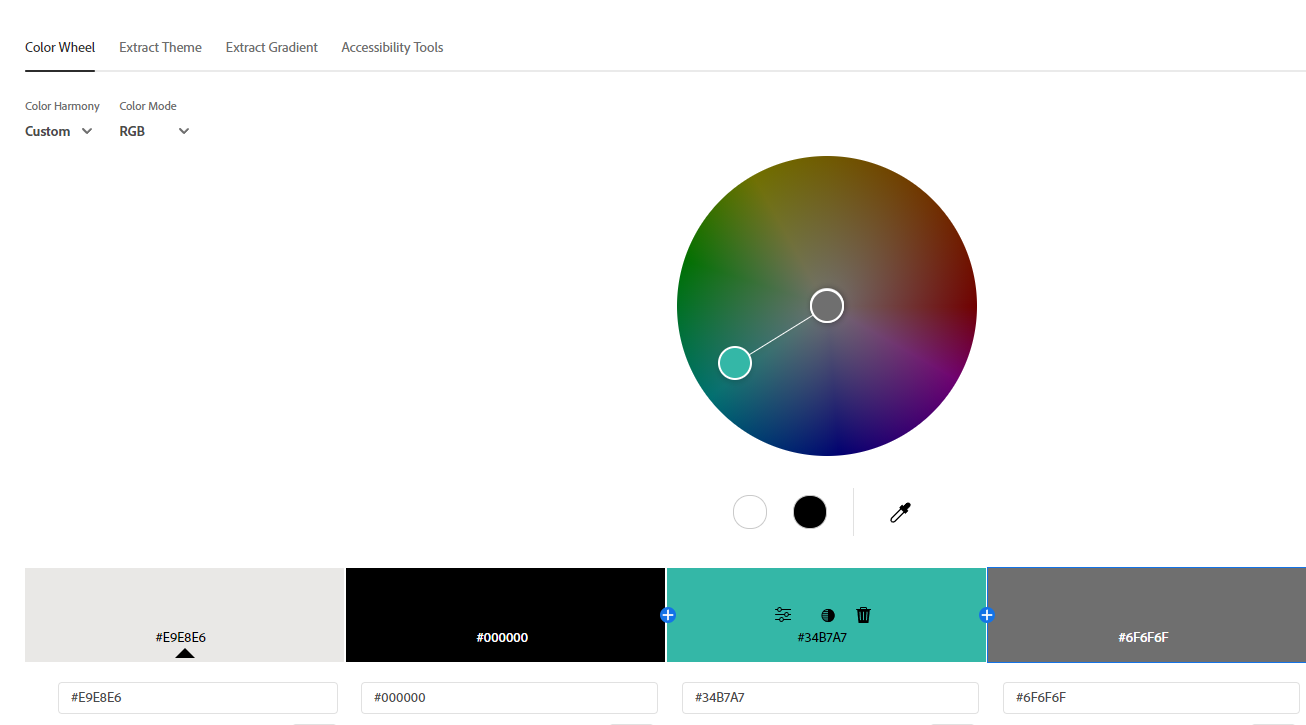 Color Wheel Extract Theme Extract Gradient Accessibility Tools
Color Harmony Color Mode
Custom RGB
#E9E8E6 #000000 #34B7A7 #6F6F6F
#E9E8E6 #000000 #34B7A7 #6F6F6F